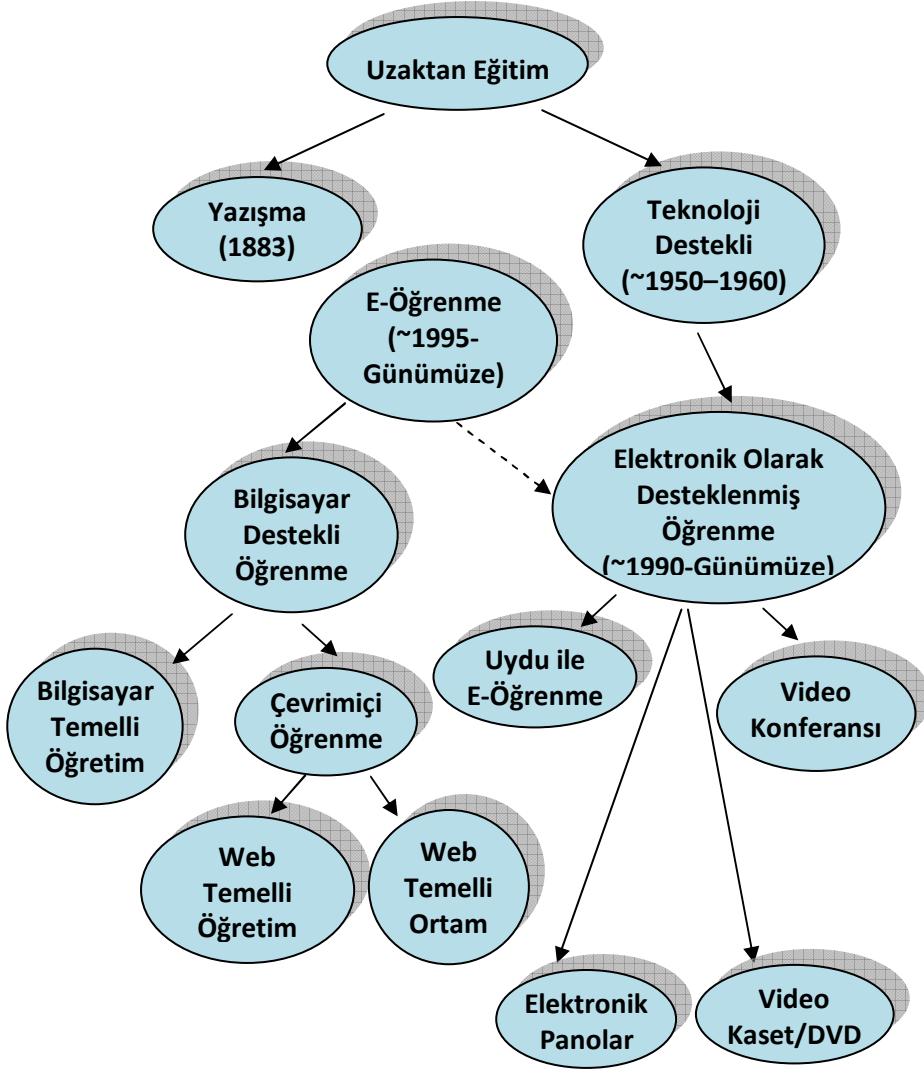 Uzaktan Eğitim
Yazışma
(1883)
Teknoloji
Destekli
(~1950–1960)
E-Öğrenme
(~1995-
Günümüze)
Elektronik Olarak
Desteklenmiş
Öğrenme
(~1990-Günümüze)
Bilgisayar
Destekli
Öğrenme
Bilgisayar
Temelli
Öğretim
Çevrimiçi
Öğrenme
Uydu ile
E-Öğrenme
Video
Konferansı
Web
Temelli
Öğretim
Web
Temelli
Ortam
Elektronik
Panolar
Video
Kaset/DVD